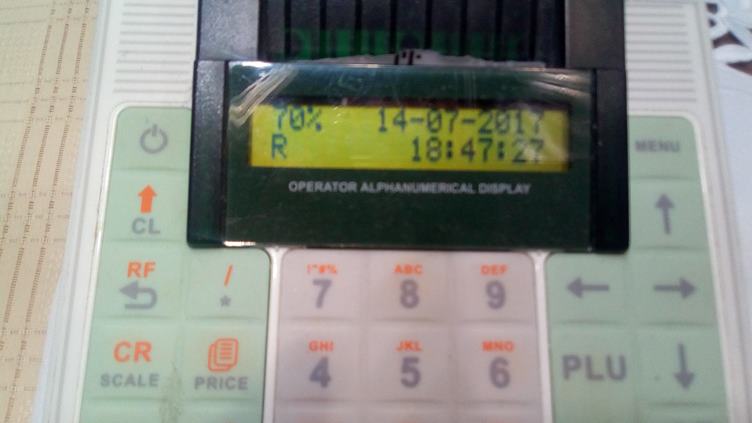 70% 14-07-2017
R 18:47:27
OPERATOR ALPHANUMERICAL DISPLAY
MENU
CL
RF / !"#% ABC DEF
* 7 8 9
CR GHI JKL MNO
SCALE PRICE 4 5 6 PLU